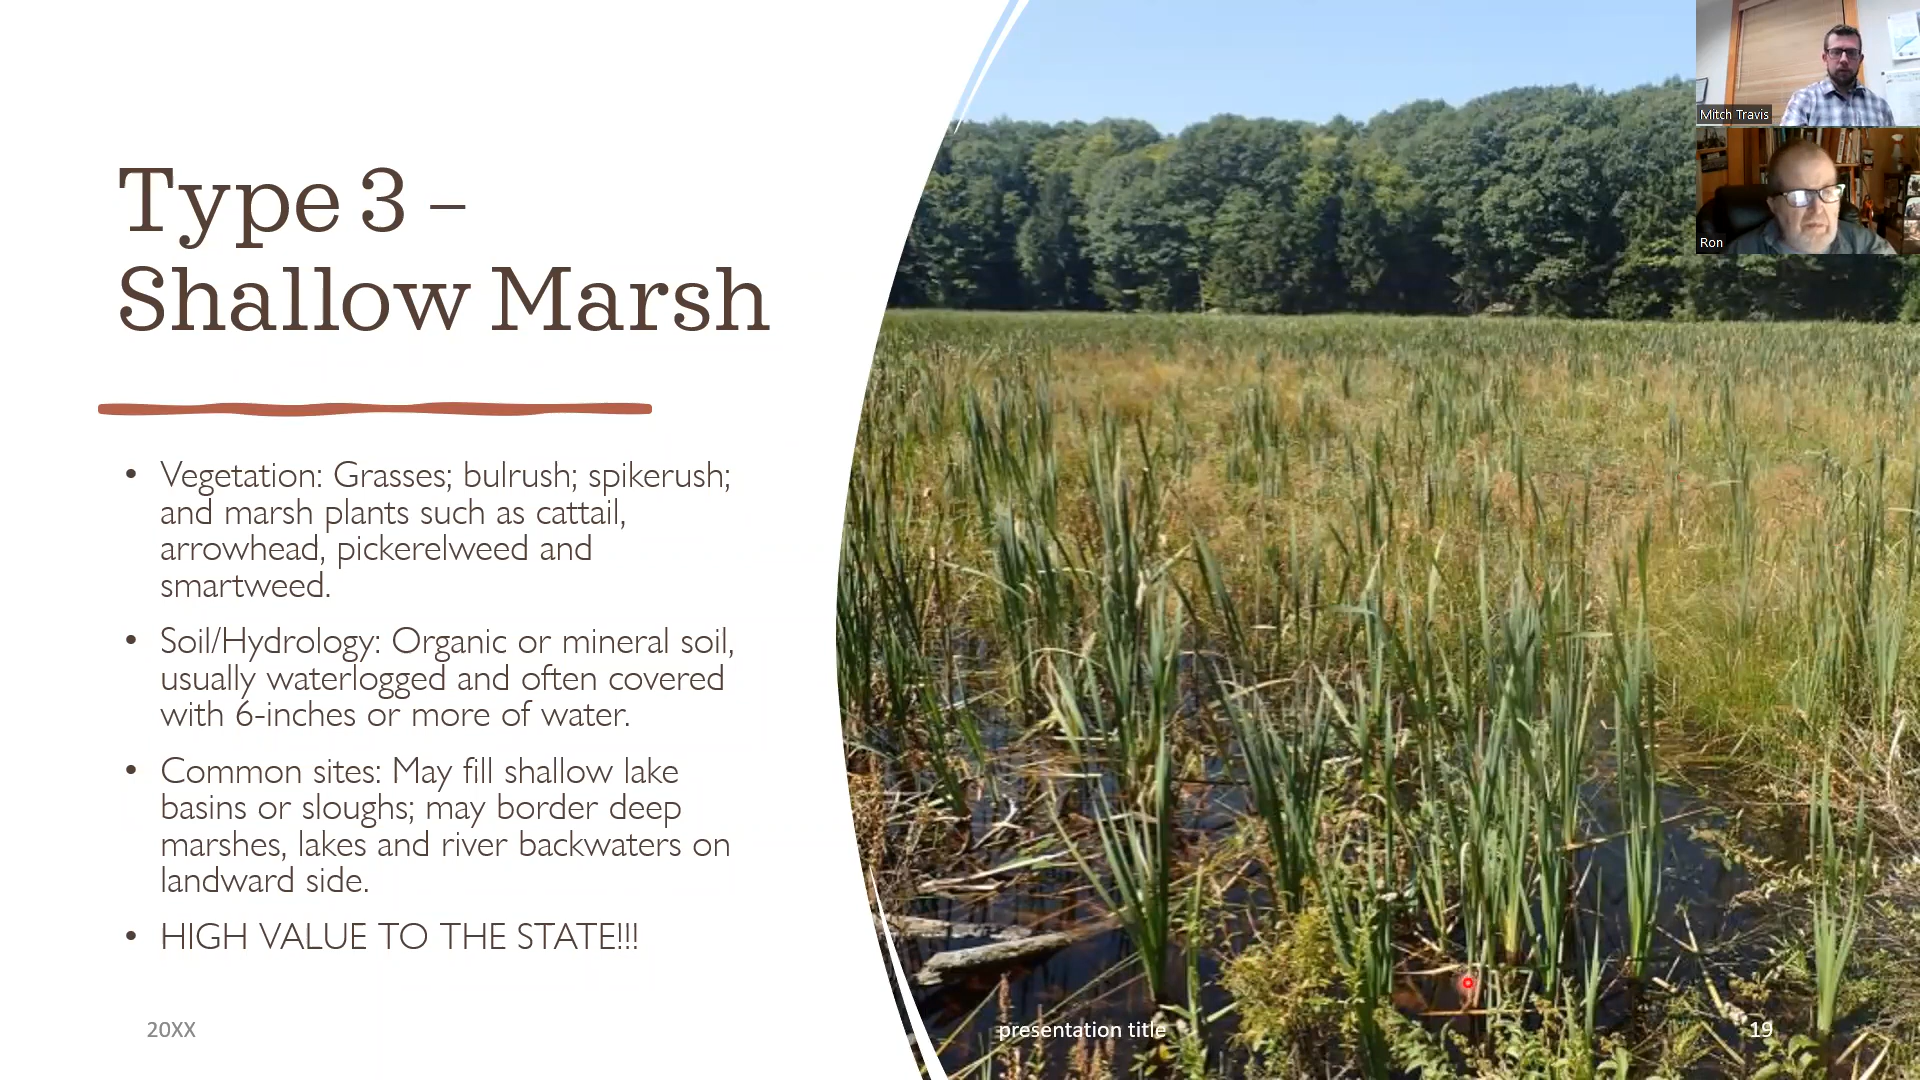 Type 3 –
Shallow Marsh
• Vegetation: Grasses; bulrush; spikerush;
and marsh plants such as cattail,
arrowhead, pickerelweed and
smartweed.
• Soil/Hydrology: Organic or mineral soil,
usually waterlogged and often covered
with 6-inches or more of water.
• Common sites: May fill shallow lake
basins or sloughs; may border deep
marshes, lakes and river backwaters on
landward side.
• HIGH VALUE TO THE STATE!!!
20XX
presentation title
19
Mitch Travis
Ron